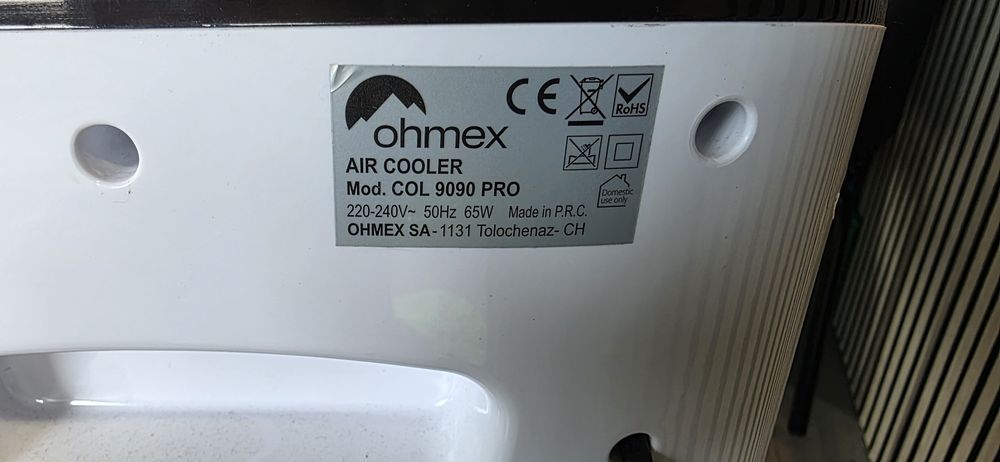 ohmex
CE
RoHS
AIR COOLER
Mod. COL 9090 PRO
Domestic
use only
220-240V~ 50Hz 65W Made in P.R.C.
OHMEX SA - 1131 Tolochenaz- CH